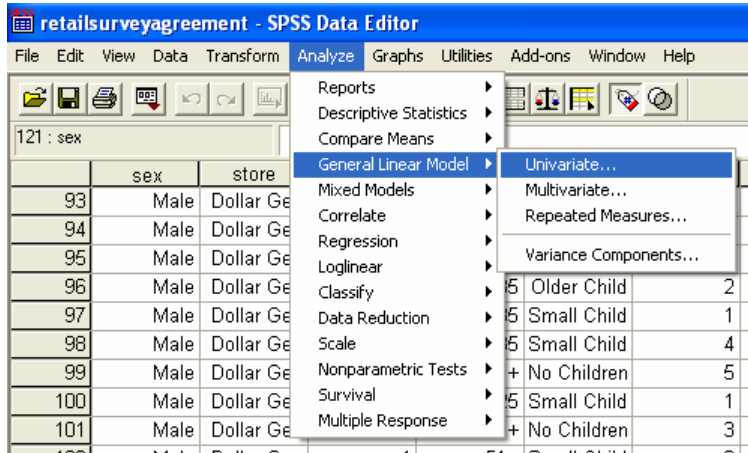 retailsurveyagreement - SPSS Data Editor
File Edit View Data Transform Analyze Graphs Utilities Add-ons Window Help
121 : sex
Reports
Descriptive Statistics
Compare Means
General Linear Model
Mixed Models
Correlate
Regression
Loglinear
Classify
Data Reduction
Scale
Nonparametric Tests
Survival
Multiple Response
Univariate...
Multivariate...
Repeated Measures...
Variance Components...
sex store
93 Male Dollar Ge
94 Male Dollar Ge
95 Male Dollar Ge
96 Male Dollar Ge 5 Older Child 2
97 Male Dollar Ge 5 Small Child 1
98 Male Dollar Ge 5 Small Child 4
99 Male Dollar Ge + No Children 5
100 Male Dollar Ge 5 Small Child 1
101 Male Dollar Ge + No Children 3